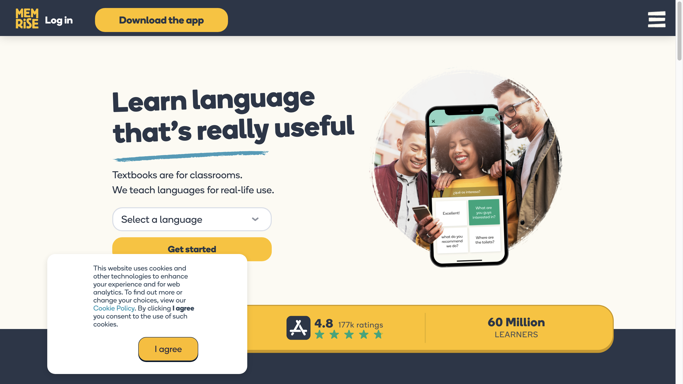 MEM
RiSE
Log in
Download the app
Learn language
that's really useful
Textbooks are for classrooms.
We teach languages for real-life use.
Select a language
Get started
¿Qué recomiendas?
Excellent!
What are you guys interested in?
what do you recommend we do?
Where are the toilets?
This website uses cookies and
other technologies to enhance
your experience and for web
analytics. To find out more or
change your choices, view our
Cookie Policy. By clicking I agree
you consent to the use of such
cookies.
I agree
4.8 177k ratings
60 Million
LEARNERS